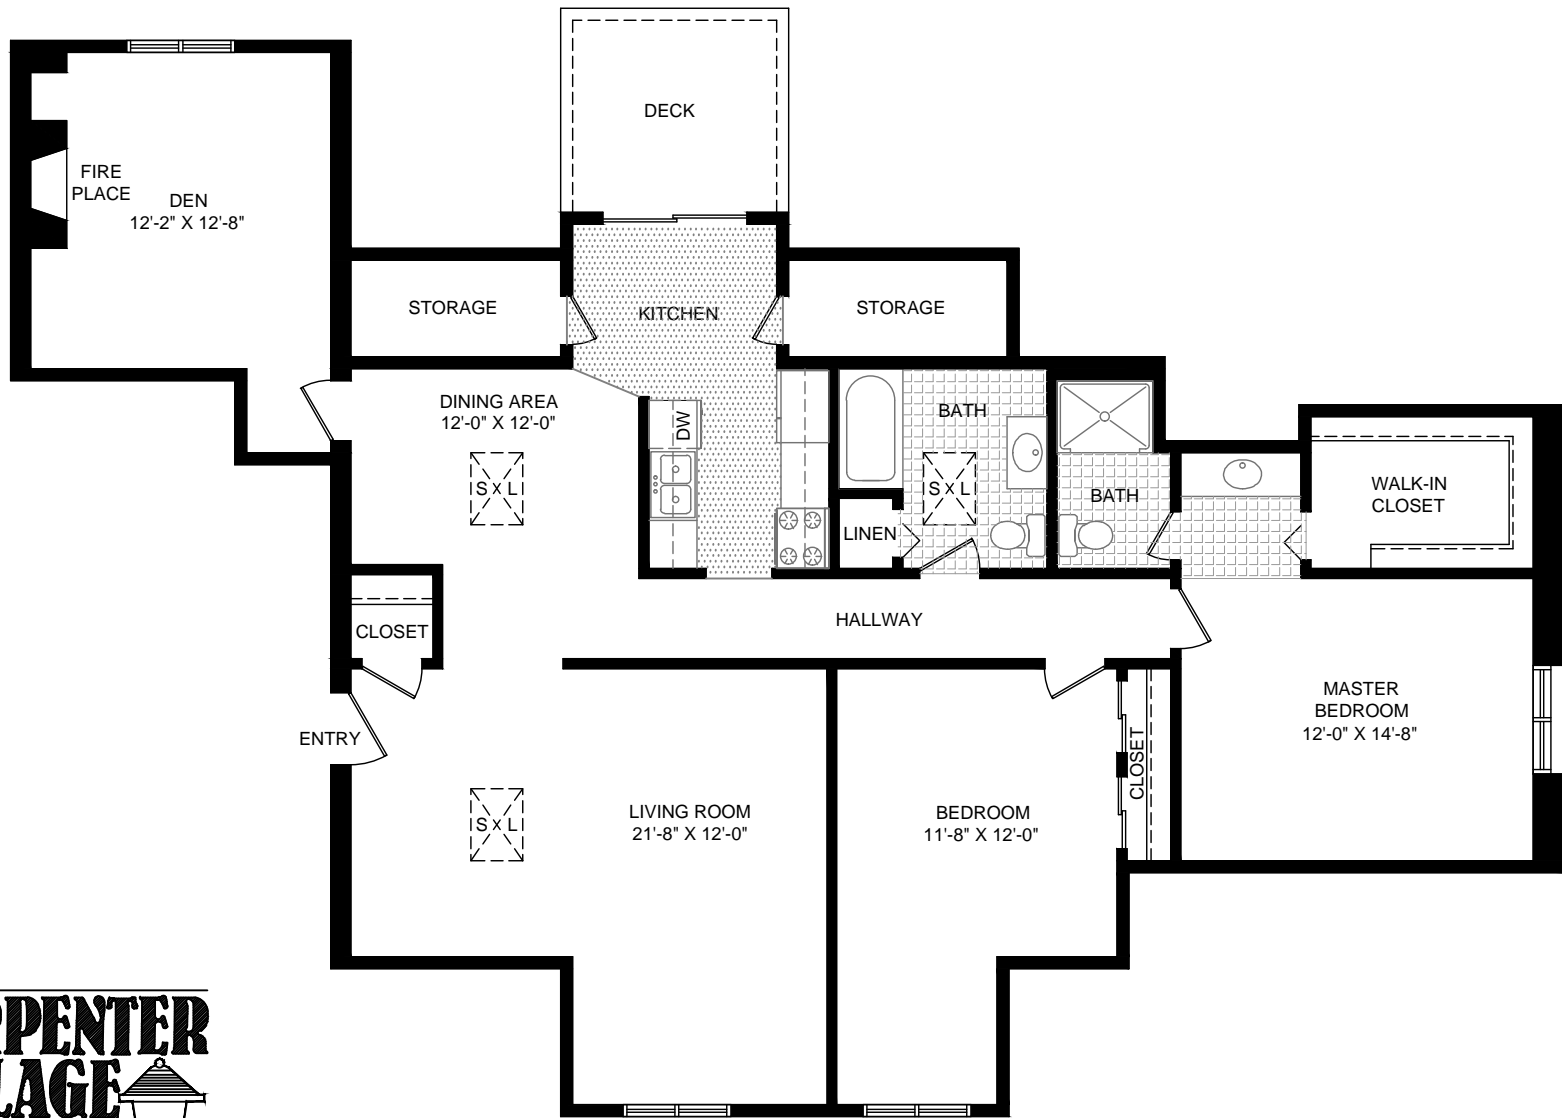 DECK
FIRE
PLACE
DEN
12'-2" X 12'-8"
STORAGE
KITCHEN
STORAGE
DINING AREA
12'-0" X 12'-0"
DW
BATH
S x L
S x L
LINEN
BATH
WALK-IN
CLOSET
CLOSET
HALLWAY
ENTRY
MASTER
BEDROOM
12'-0" X 14'-8"
CLOSET
S x L
LIVING ROOM
21'-8" X 12'-0"
BEDROOM
11'-8" X 12'-0"
RPENTER
LAGE